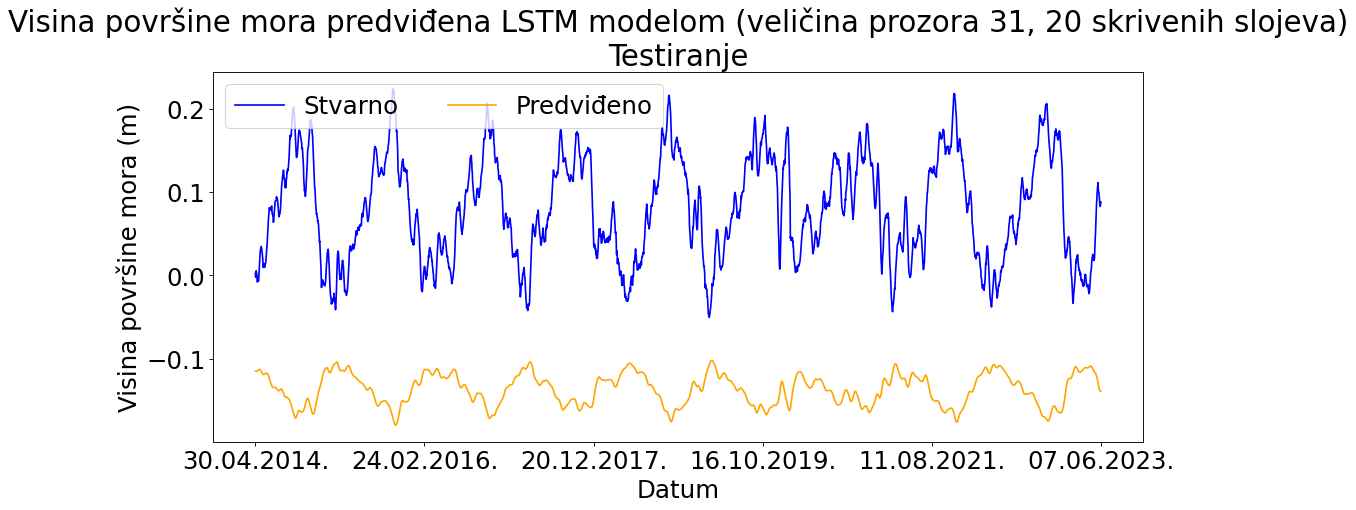 Visina površine mora predviđena LSTM modelom (veličina prozora 31, 20 skrivenih slojeva)
Testiranje
Stvarno Predviđeno
Visina površine mora (m)
0.2
0.1
0.0
−0.1
30.04.2014. 24.02.2016. 20.12.2017. 16.10.2019. 11.08.2021. 07.06.2023.
Datum